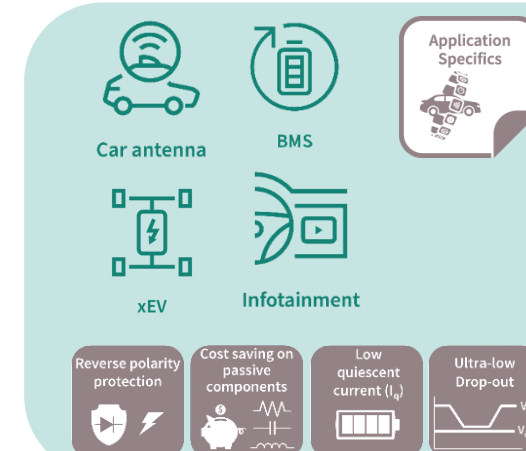 Application
Specifics
Car antenna
BMS
xEV
Infotainment
Reverse polarity
protection
Cost saving on
passive
components
Low
quiescent
current (Iq)
Ultra-low
Drop-out